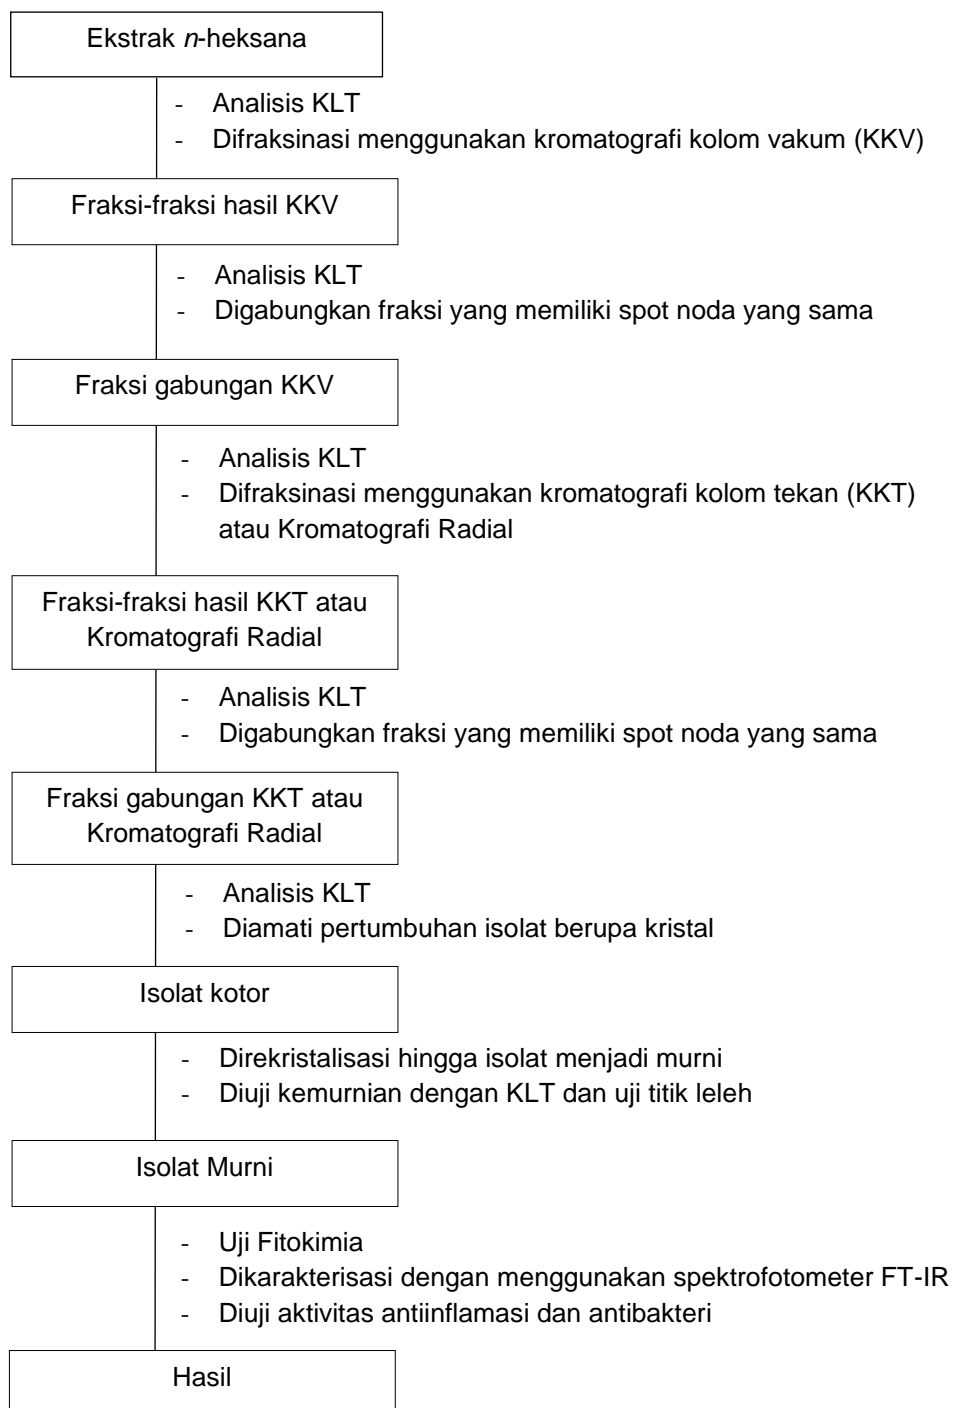 Ekstrak n-heksana
- Analisis KLT
- Difraksinasi menggunakan kromatografi kolom vakum (KKV)
Fraksi-fraksi hasil KKV
- Analisis KLT
- Digabungkan fraksi yang memiliki spot noda yang sama
Fraksi gabungan KKV
- Analisis KLT
- Difraksinasi menggunakan kromatografi kolom tekan (KKT)
atau Kromatografi Radial
Fraksi-fraksi hasil KKT atau
Kromatografi Radial
- Analisis KLT
- Digabungkan fraksi yang memiliki spot noda yang sama
Fraksi gabungan KKT atau
Kromatografi Radial
- Analisis KLT
- Diamati pertumbuhan isolat berupa kristal
Isolat kotor
- Direkristalisasi hingga isolat menjadi murni
- Diuji kemurnian dengan KLT dan uji titik leleh
Isolat Murni
- Uji Fitokimia
- Dikarakterisasi dengan menggunakan spektrofotometer FT-IR
- Diuji aktivitas antiinflamasi dan antibakteri
Hasil